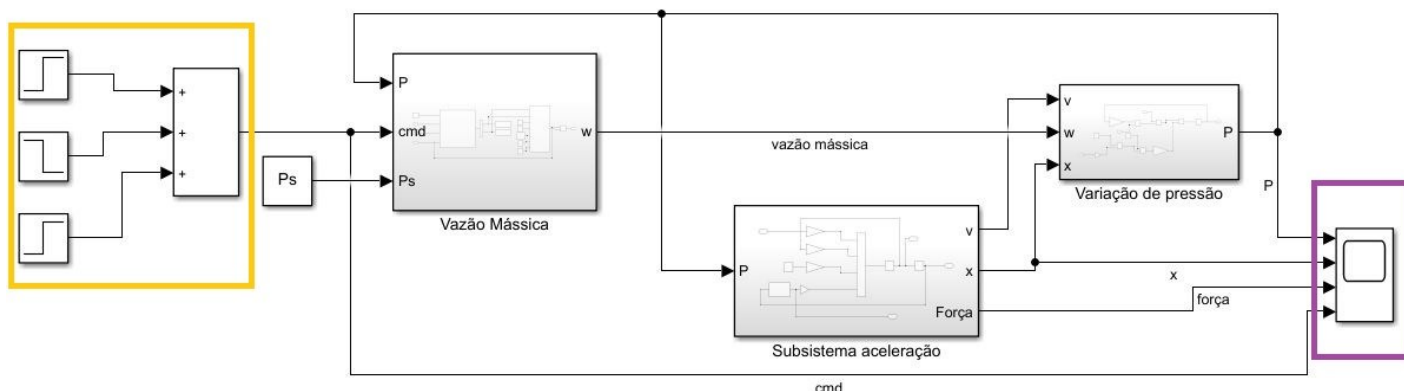 +
+
+
Ps
P
cmd
Ps
w
Vazão Mássica
vazão mássica
v
w
x
P
Variação de pressão
P
P
v
x
Força
Subsistema aceleração
x
força
cmd